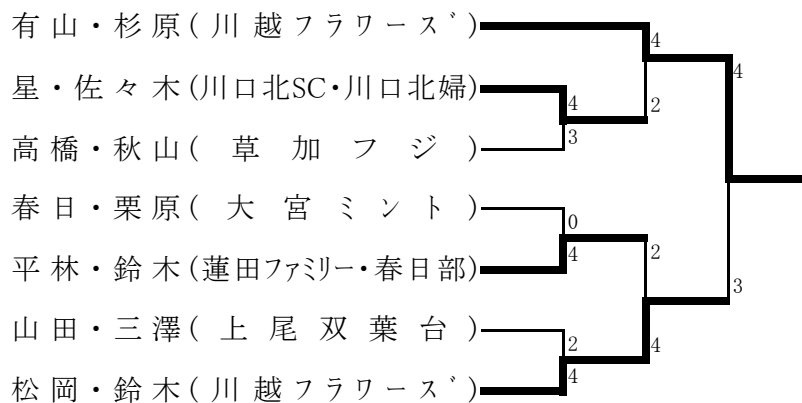 有山・杉原(川越フラワーズ)
4
4
星・佐々木(川口北SC・川口北婦)
4
2
3
高橋・秋山(草加フジ)
春日・栗原(大宮ミント)
0
2
4
平林・鈴木(蓮田ファミリー・春日部)
3
山田・三澤(上尾双葉台)
2
4
4
松岡・鈴木(川越フラワーズ)